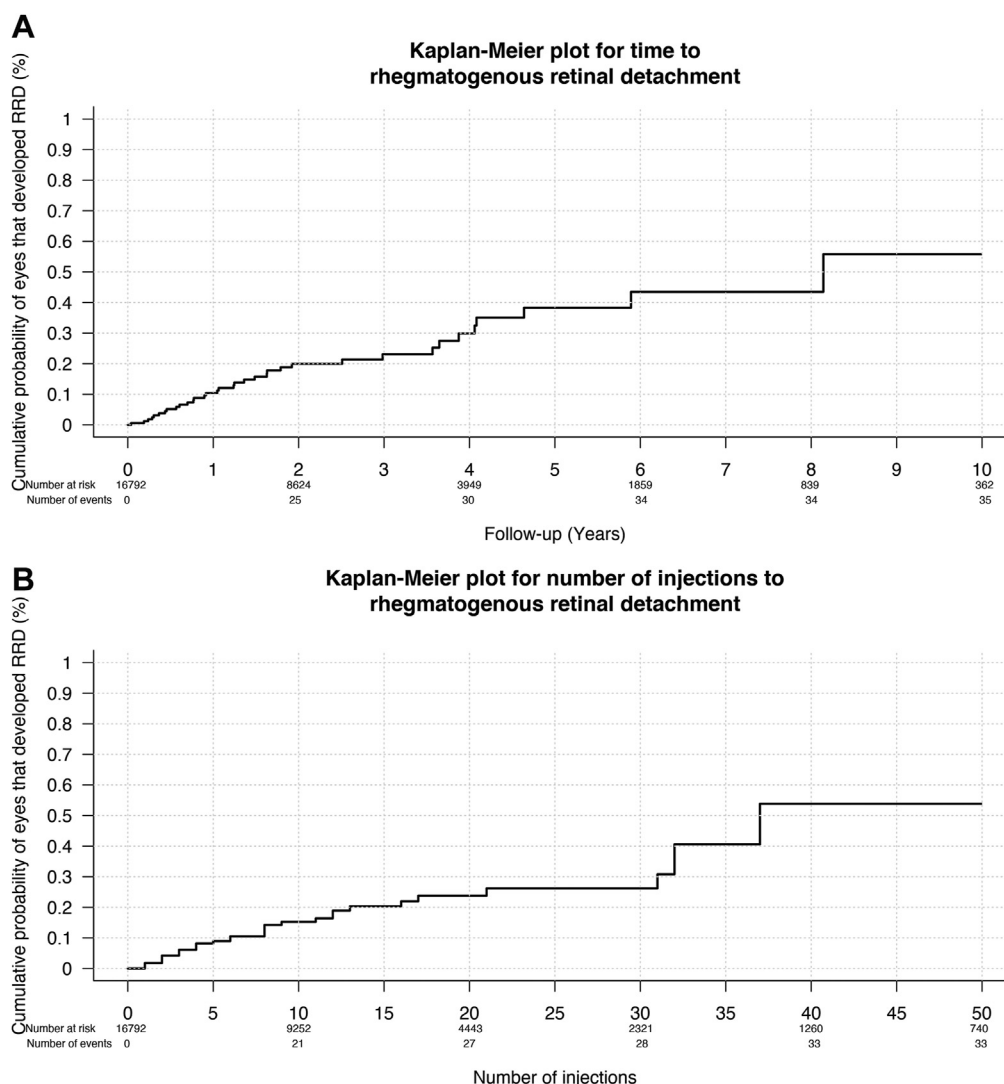 A
Kaplan-Meier plot for time to
rhegmatogenous retinal detachment
Cumulative probability of eyes that developed RRD (%)
1
0.9
0.8
0.7
0.6
0.5
0.4
0.3
0.2
0.1
0
0 1 2 3 4 5 6 7 8 9 10
Number at risk 16792 8624 3949 1859 839 362
Number of events 0 25 30 34 34 35
Follow-up (Years)
B
Kaplan-Meier plot for number of injections to
rhegmatogenous retinal detachment
Cumulative probability of eyes that developed RRD (%)
1
0.9
0.8
0.7
0.6
0.5
0.4
0.3
0.2
0.1
0
0 5 10 15 20 25 30 35 40 45 50
Number at risk 16792 9252 4443 2321 1260 740
Number of events 0 21 27 28 33 33
Number of injections